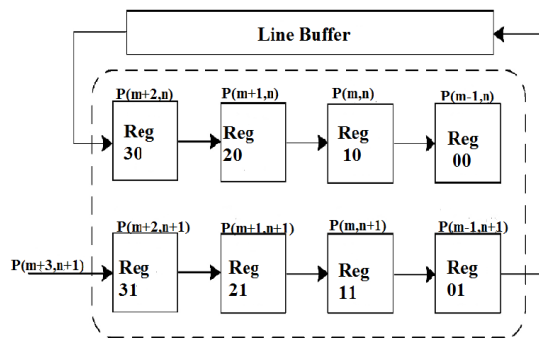 Line Buffer
P(m+2,n) P(m+1,n) P(m,n) P(m-1,n)
Reg Reg Reg Reg
30 20 10 00
P(m+2,n+1) P(m+1,n+1) P(m,n+1) P(m-1,n+1)
P(m+3,n+1)
Reg Reg Reg Reg
31 21 11 01